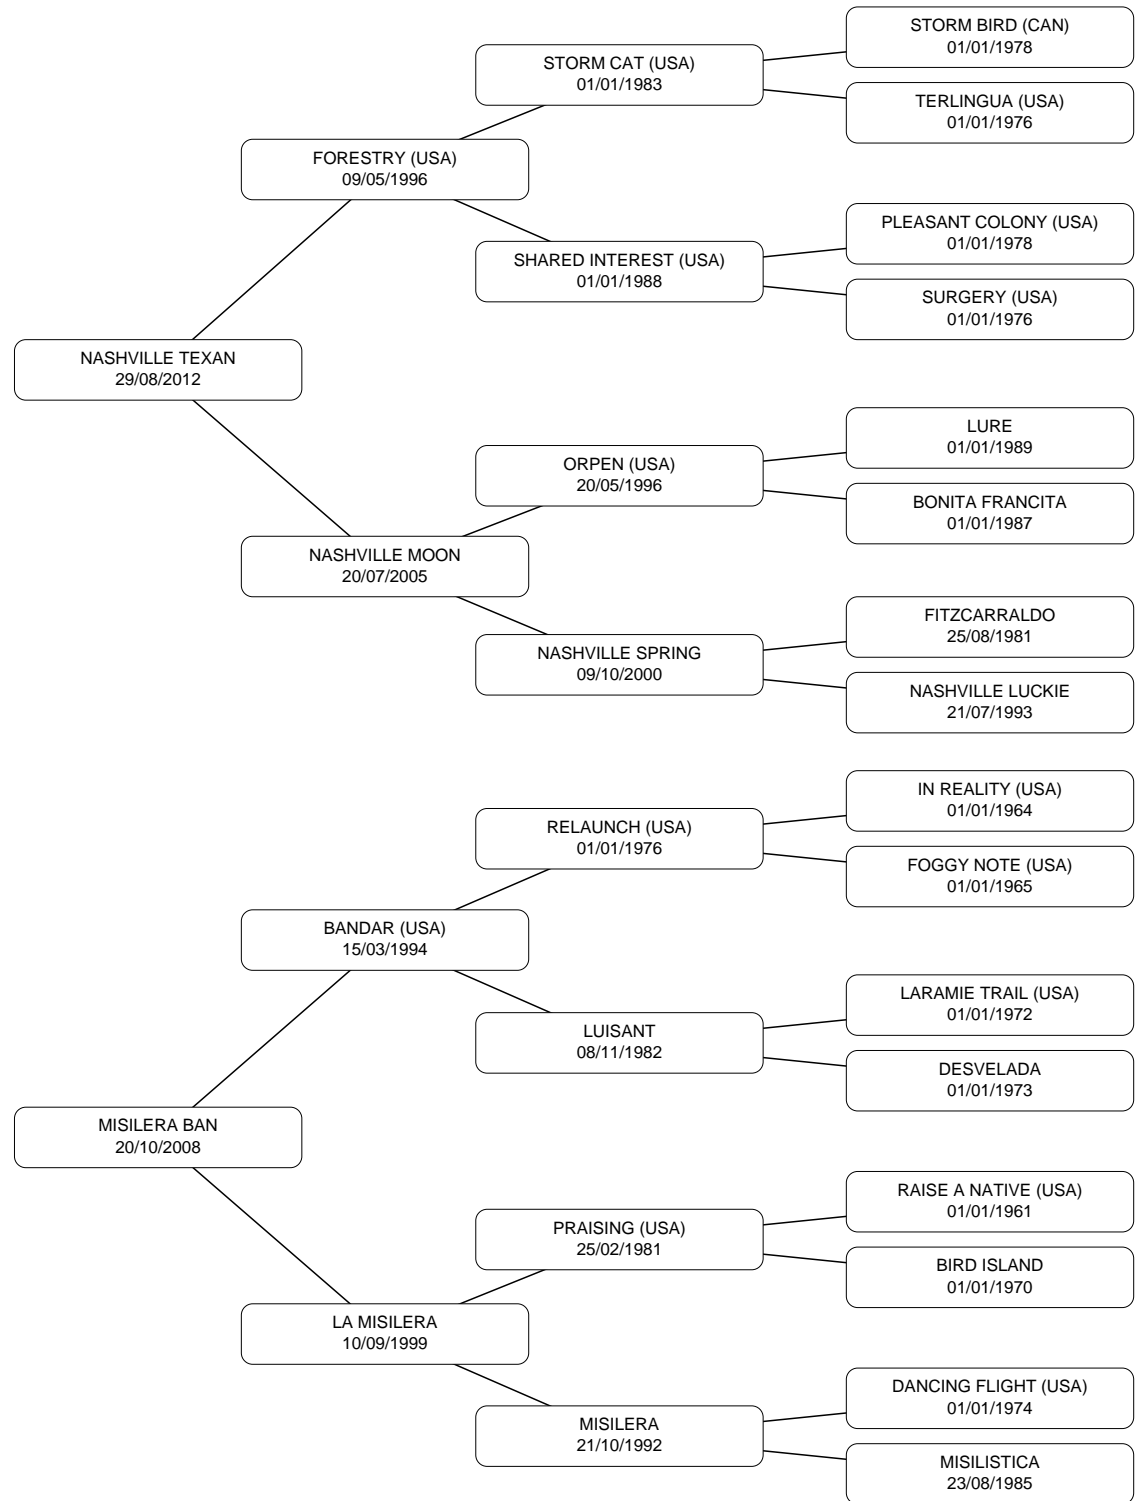 STORM BIRD (CAN)
01/01/1978
STORM CAT (USA)
01/01/1983
TERLINGUA (USA)
01/01/1976
FORESTRY (USA)
09/05/1996
PLEASANT COLONY (USA)
01/01/1978
SHARED INTEREST (USA)
01/01/1988
SURGERY (USA)
01/01/1976
NASHVILLE TEXAN
29/08/2012
LURE
01/01/1989
ORPEN (USA)
20/05/1996
BONITA FRANCITA
01/01/1987
NASHVILLE MOON
20/07/2005
FITZCARRALDO
25/08/1981
NASHVILLE SPRING
09/10/2000
NASHVILLE LUCKIE
21/07/1993
IN REALITY (USA)
01/01/1964
RELAUNCH (USA)
01/01/1976
FOGGY NOTE (USA)
01/01/1965
BANDAR (USA)
15/03/1994
LARAMIE TRAIL (USA)
01/01/1972
LUISANT
08/11/1982
DESVELADA
01/01/1973
MISILERA BAN
20/10/2008
RAISE A NATIVE (USA)
01/01/1961
PRAISING (USA)
25/02/1981
BIRD ISLAND
01/01/1970
LA MISILERA
10/09/1999
DANCING FLIGHT (USA)
01/01/1974
MISILERA
21/10/1992
MISILISTICA
23/08/1985